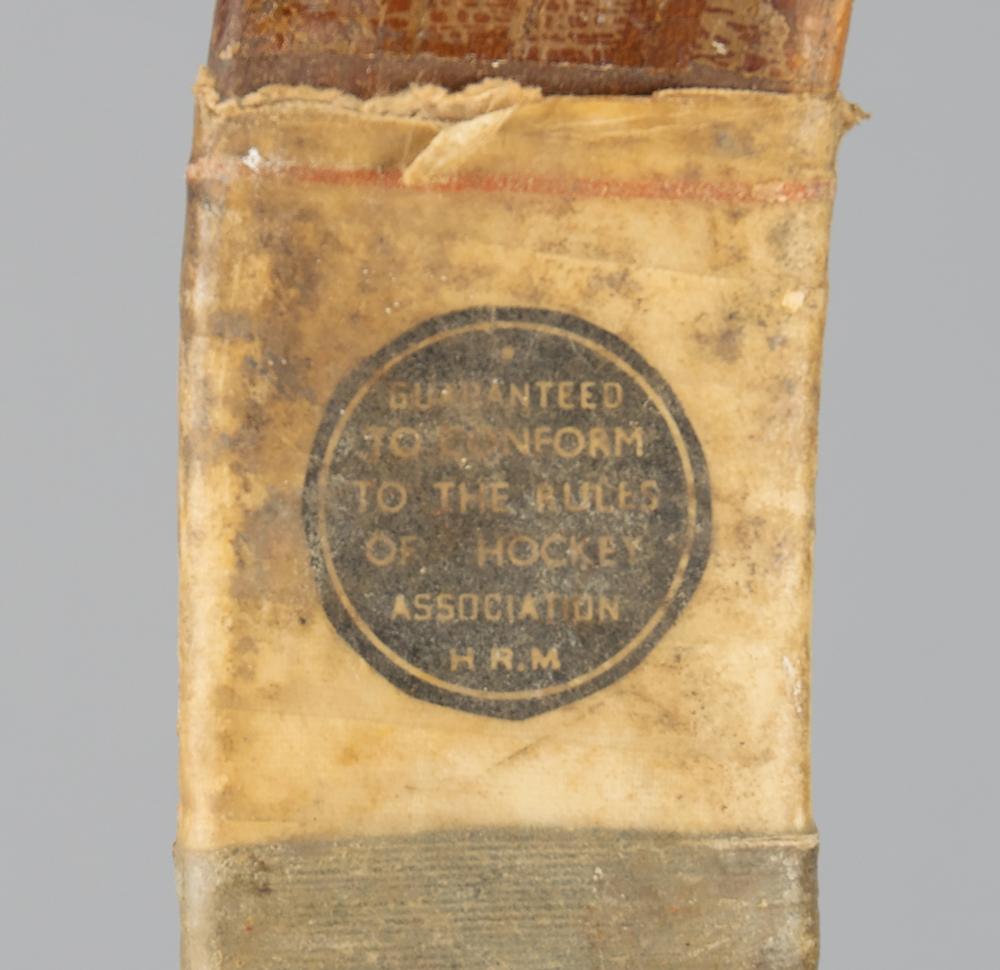 GUARANTEED
TO CONFORM
TO THE RULES
OF HOCKEY
ASSOCIATION
H R.M